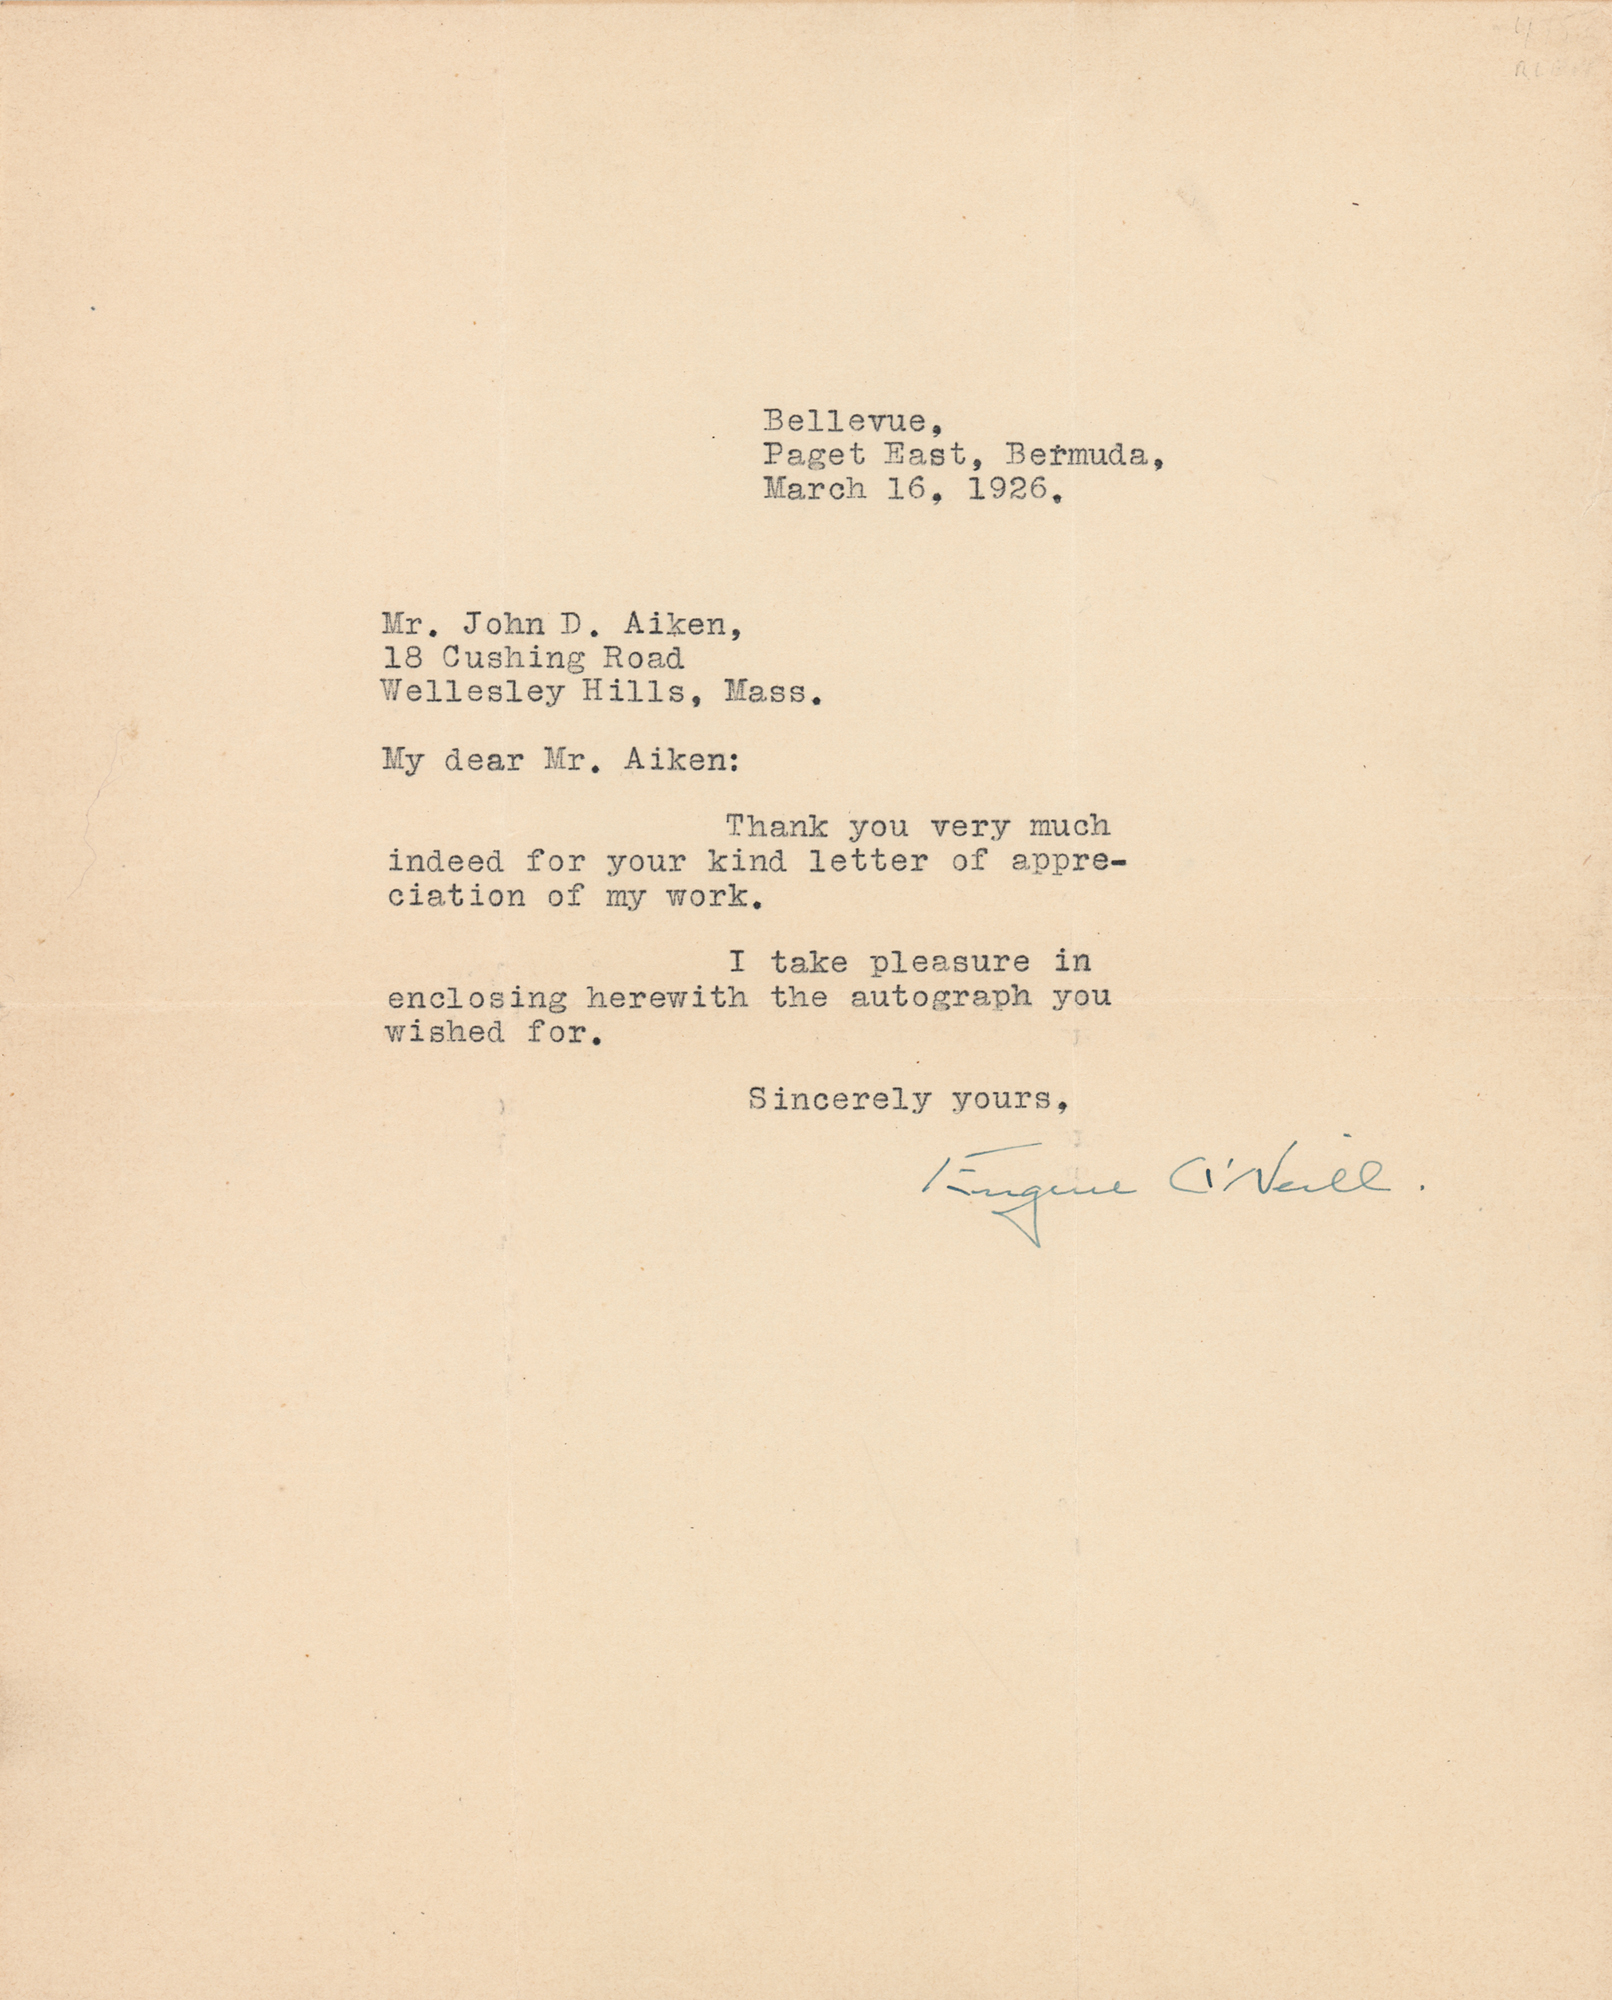 Bellevue,
Paget East, Bermuda,
March 16, 1926.
Mr. John D. Aiken,
18 Cushing Road
Wellesley Hills, Mass.
My dear Mr. Aiken:
Thank you very much
indeed for your kind letter of appre-
ciation of my work.
I take pleasure in
enclosing herewith the autograph you
wished for.
Sincerely yours,
Eugene O'Neill.